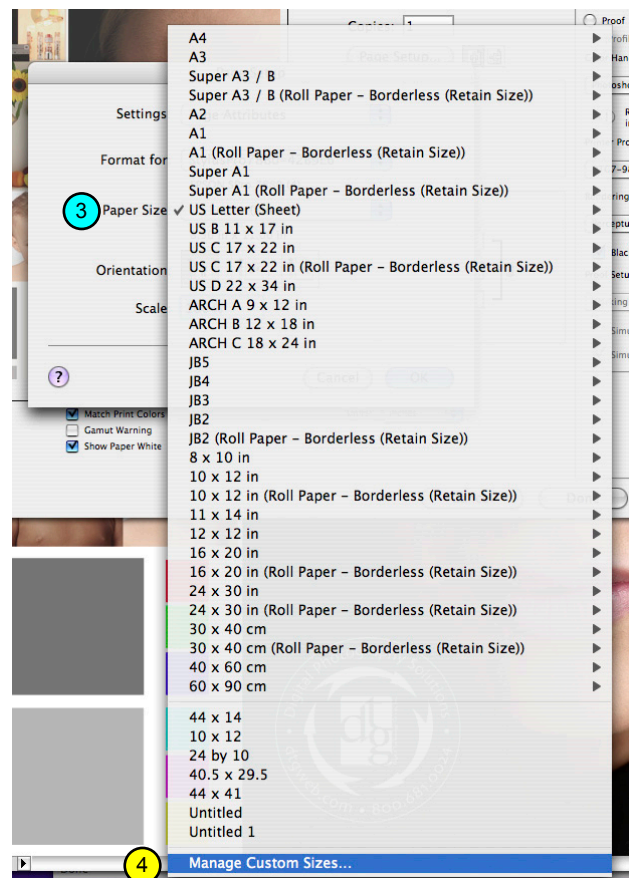 Copies: 1
Proof
Page Setup...
A4
A3
Super A3 / B
Super A3 / B (Roll Paper – Borderless (Retain Size))
Settings
A2
A1
Format for
A1 (Roll Paper – Borderless (Retain Size))
Super A1
Super A1 (Roll Paper – Borderless (Retain Size))
3 Paper Size ✓ US Letter (Sheet)
US B 11 x 17 in
US C 17 x 22 in
Orientation
US C 17 x 22 in (Roll Paper – Borderless (Retain Size))
US D 22 x 34 in
Scale
ARCH A 9 x 12 in
ARCH B 12 x 18 in
ARCH C 18 x 24 in
JB5
?
JB4
Cancel
OK
JB3
Match Print Colors
JB2
Gamut Warning
JB2 (Roll Paper – Borderless (Retain Size))
Show Paper White
8 x 10 in
10 x 12 in
10 x 12 in (Roll Paper – Borderless (Retain Size))
11 x 14 in
12 x 12 in
16 x 20 in
16 x 20 in (Roll Paper – Borderless (Retain Size))
24 x 30 in
24 x 30 in (Roll Paper – Borderless (Retain Size))
30 x 40 cm
30 x 40 cm (Roll Paper – Borderless (Retain Size))
40 x 60 cm
60 x 90 cm
44 x 14
10 x 12
24 by 10
40.5 x 29.5
44 x 41
Untitled
Untitled 1
4 Manage Custom Sizes...
Done